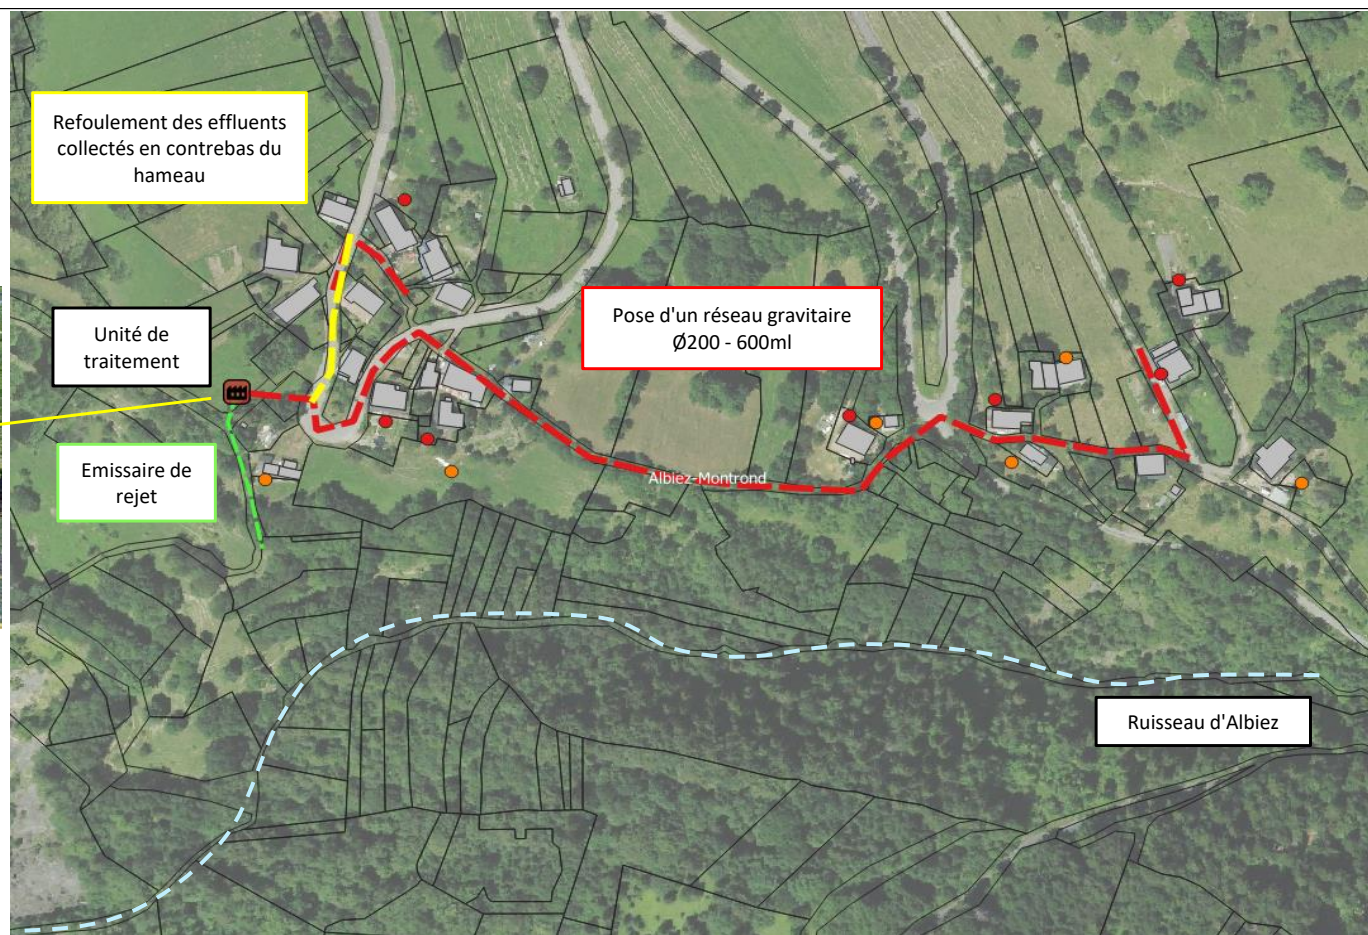 Refoulement des effluents
collectés en contrebas du
hameau
Unité de
traitement
Pose d'un réseau gravitaire
Ø200 - 600ml
Emissaire de
rejet
Albiez-Montrond
Ruisseau d'Albiez